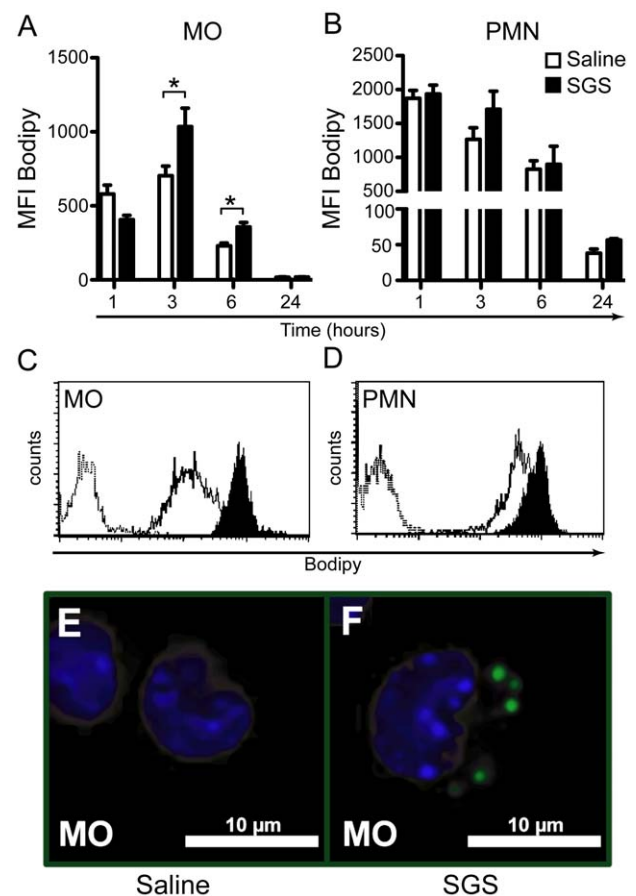 A
MO
MFI Bodipy
1500
1000
500
0
*
*
1 3 6 24
B
PMN
Saline
SGS
MFI Bodipy
2500
2000
1500
1000
500
100
50
0
1 3 6 24
Time (hours)
C
MO
counts
D
PMN
counts
Bodipy
E
MO
10 µm
F
MO
10 µm
Saline
SGS